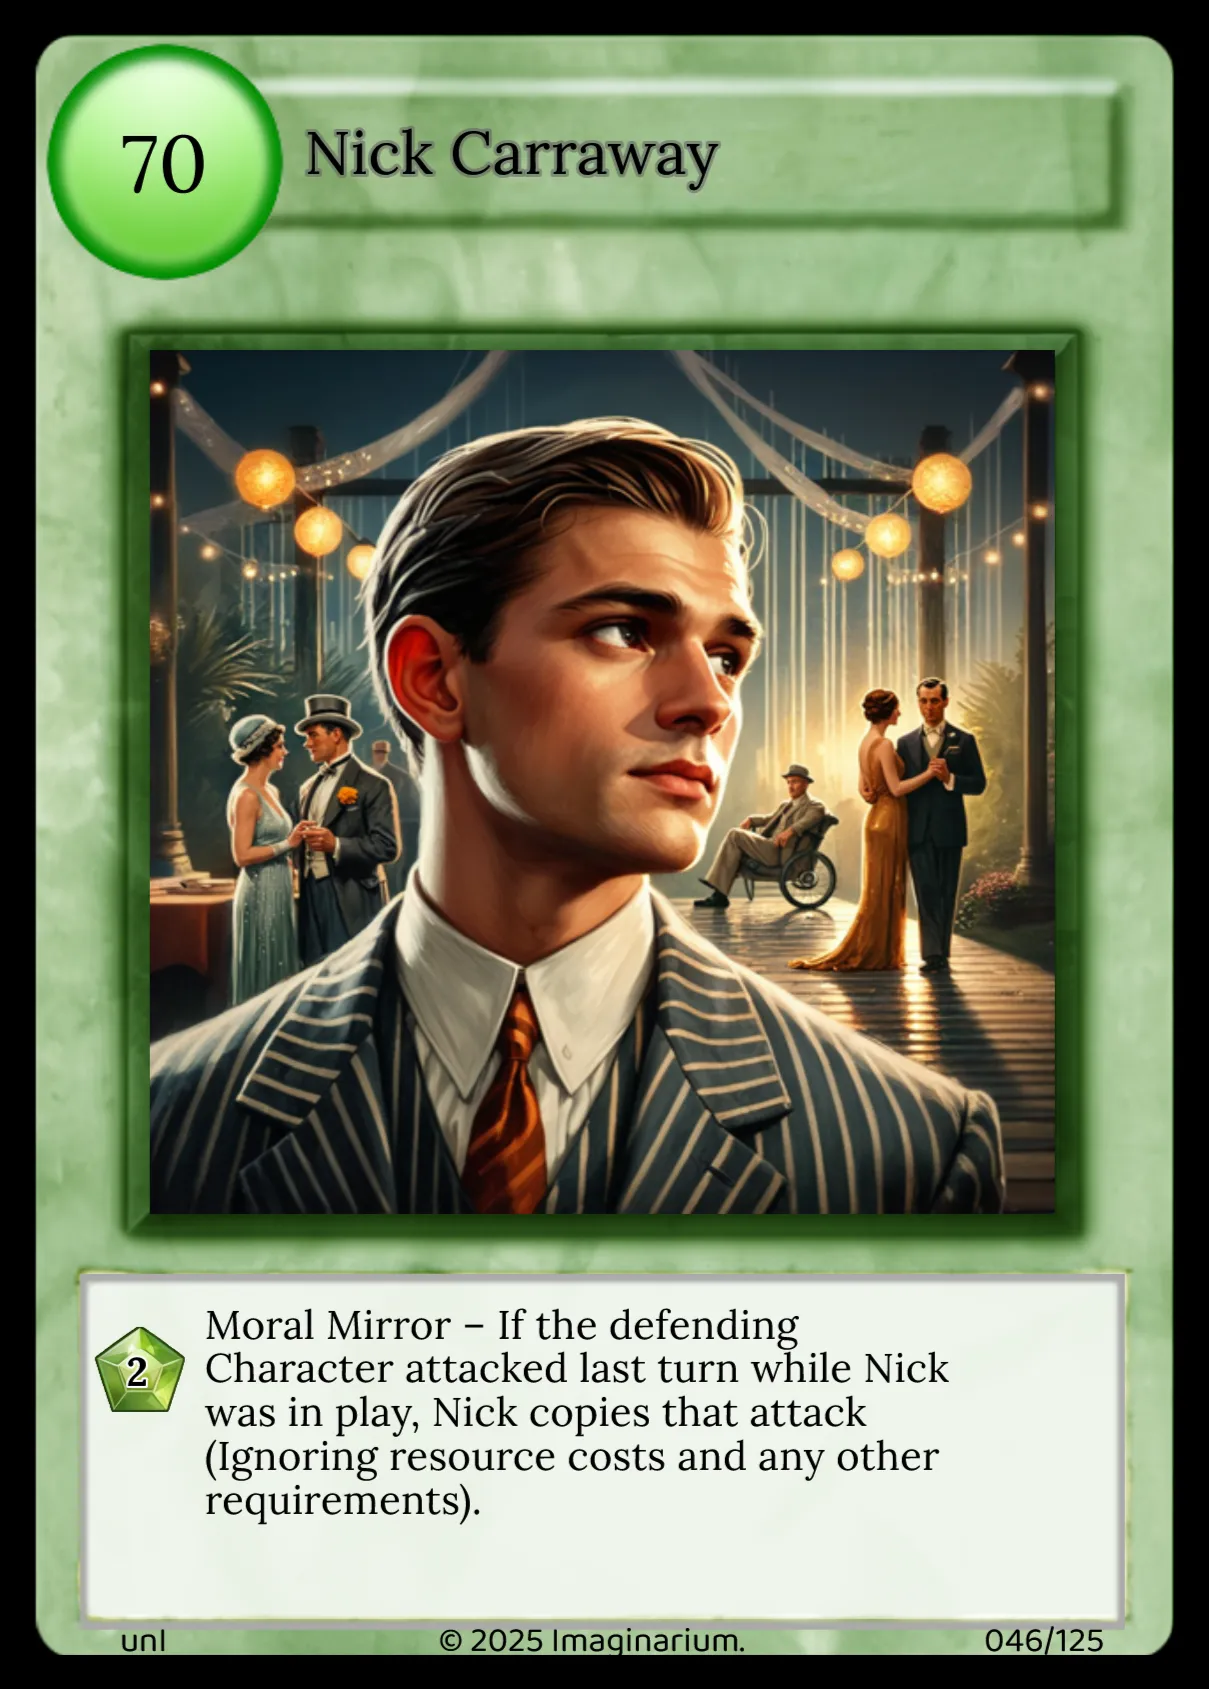 70
Nick Carraway
2
Moral Mirror – If the defending
Character attacked last turn while Nick
was in play, Nick copies that attack
(Ignoring resource costs and any other
requirements).
unl
© 2025 Imaginarium.
046/125